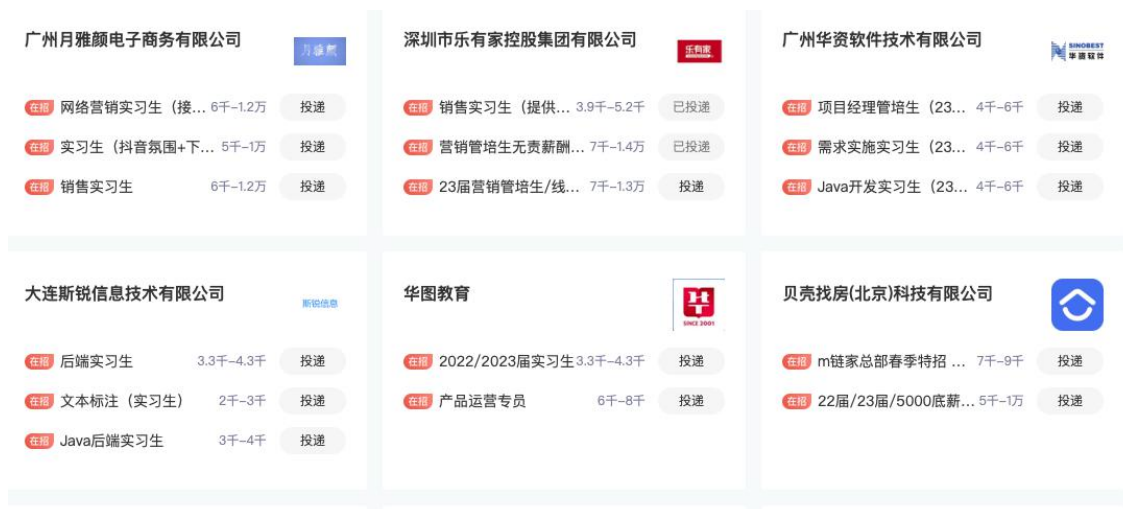 广州月雅颜电子商务有限公司
月雅颜
在招 网络营销实习生（接... 6千-1.2万 投递
在招 实习生（抖音氛围+下... 5千-1万 投递
在招 销售实习生 6千-1.2万 投递
深圳市乐有家控股集团有限公司
乐有家
在招 销售实习生（提供... 3.9千-5.2千 已投递
在招 营销管培生无责薪酬... 7千-1.4万 已投递
在招 23届营销管培生/线... 7千-1.3万 投递
广州华资软件技术有限公司
SINOBEST
华资软件
在招 项目经理管培生（23... 4千-6千 投递
在招 需求实施实习生（23... 4千-6千 投递
在招 Java开发实习生（23... 4千-6千 投递
大连斯锐信息技术有限公司
斯锐信息
在招 后端实习生 3.3千-4.3千 投递
在招 文本标注（实习生） 2千-3千 投递
在招 Java后端实习生 3千-4千 投递
华图教育
SINCE 2001
在招 2022/2023届实习生 3.3千-4.3千 投递
在招 产品运营专员 6千-8千 投递
贝壳找房(北京)科技有限公司
在招 m链家总部春季特招 ... 7千-9千 投递
在招 22届/23届/5000底薪... 5千-1万 投递